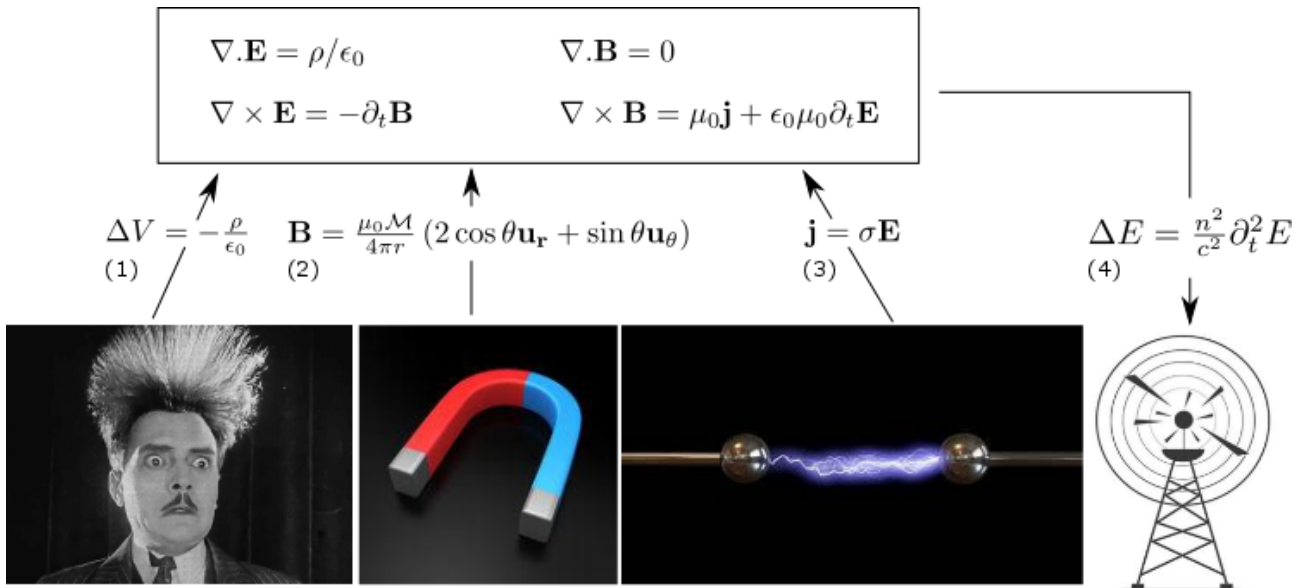 ∇.E = ρ/ϵ₀
∇.B = 0
∇ × E = −∂ₜB
∇ × B = μ₀j + ϵ₀μ₀∂ₜE
ΔV = −ρ/ϵ₀
(1)
B = μ₀ℳ/4πr (2 cos θuᵣ + sin θu_θ)
(2)
j = σE
(3)
ΔE = n²/c² ∂ₜ²E
(4)